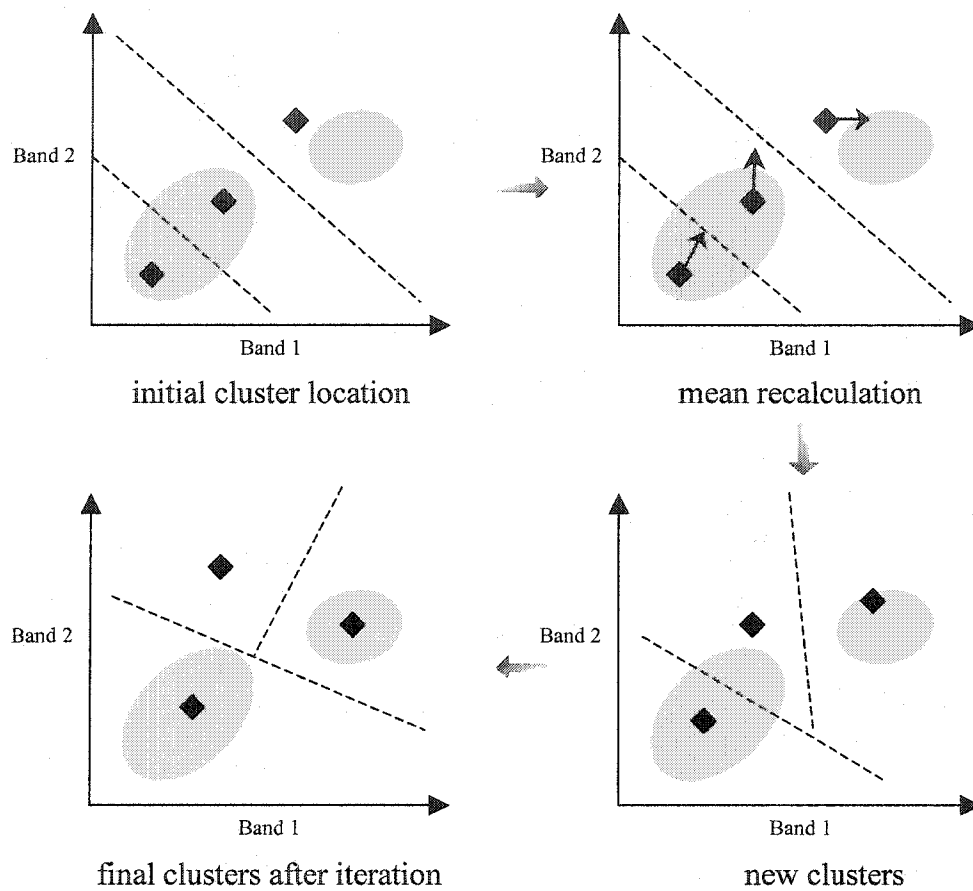 Band 2
Band 1
initial cluster location
Band 2
Band 1
mean recalculation
Band 2
Band 1
final clusters after iteration
Band 2
Band 1
new clusters